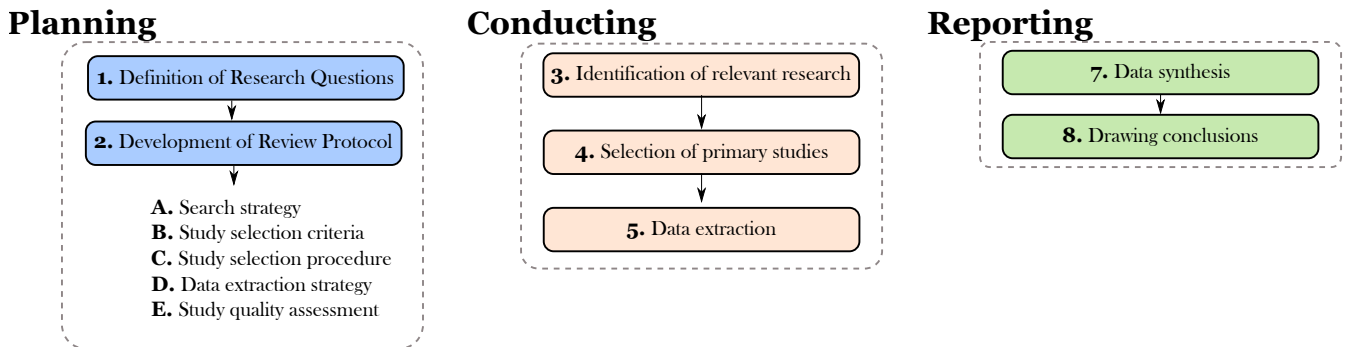 Planning
1. Definition of Research Questions
2. Development of Review Protocol
A. Search strategy
B. Study selection criteria
C. Study selection procedure
D. Data extraction strategy
E. Study quality assessment
Conducting
3. Identification of relevant research
4. Selection of primary studies
5. Data extraction
Reporting
7. Data synthesis
8. Drawing conclusions